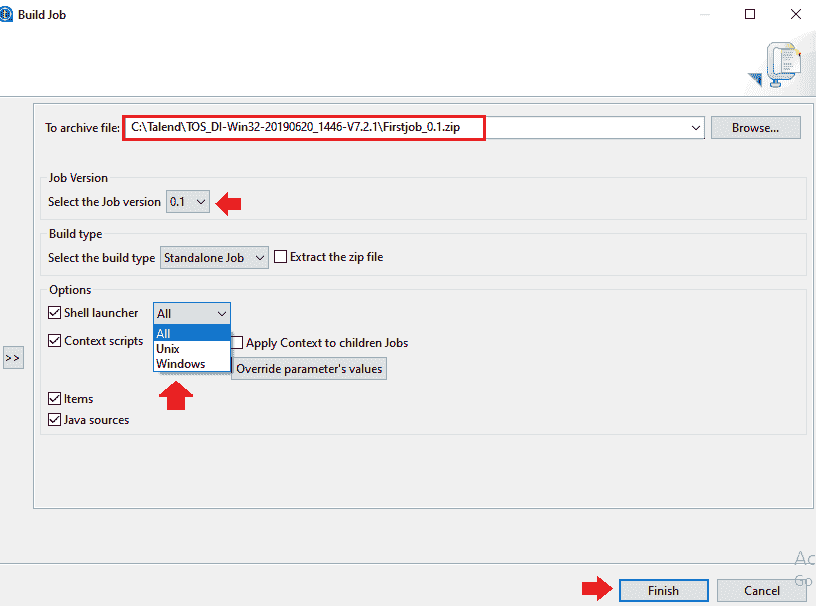 Build Job
To archive file: C:\Talend\TOS_DI-Win32-20190620_1446-V7.2.1\Firstjob_0.1.zip Browse...
Job Version
Select the Job version 0.1
Build type
Select the build type Standalone Job Extract the zip file
Options
Shell launcher All
All
Context scripts Apply Context to children Jobs
Unix
>>
Windows Override parameter's values
Items
Java sources
Ac
Go
Finish Cancel